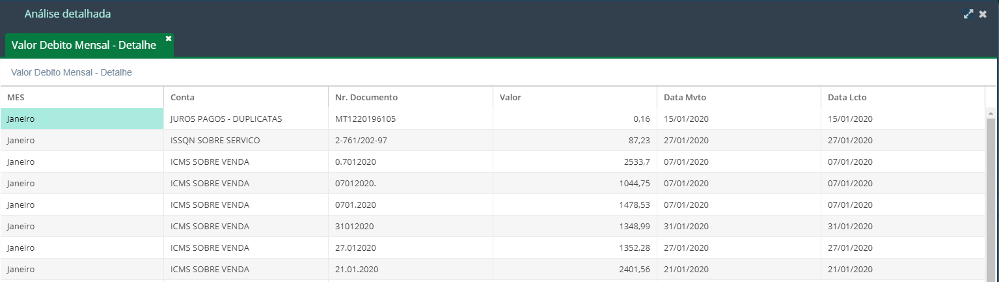 Análise detalhada
Valor Debito Mensal - Detalhe
Valor Debito Mensal - Detalhe
MES Conta Nr. Documento Valor Data Mvto Data Lcto
Janeiro JUROS PAGOS - DUPLICATAS MT1220196105 0,16 15/01/2020 15/01/2020
Janeiro ISSQN SOBRE SERVICO 2-761/202-97 87,23 27/01/2020 27/01/2020
Janeiro ICMS SOBRE VENDA 0.7012020 2533,7 07/01/2020 07/01/2020
Janeiro ICMS SOBRE VENDA 07012020. 1044,75 07/01/2020 07/01/2020
Janeiro ICMS SOBRE VENDA 0701.2020 1478,53 07/01/2020 07/01/2020
Janeiro ICMS SOBRE VENDA 31012020 1348,99 31/01/2020 31/01/2020
Janeiro ICMS SOBRE VENDA 27.012020 1352,28 27/01/2020 27/01/2020
Janeiro ICMS SOBRE VENDA 21.01.2020 2401,56 21/01/2020 21/01/2020